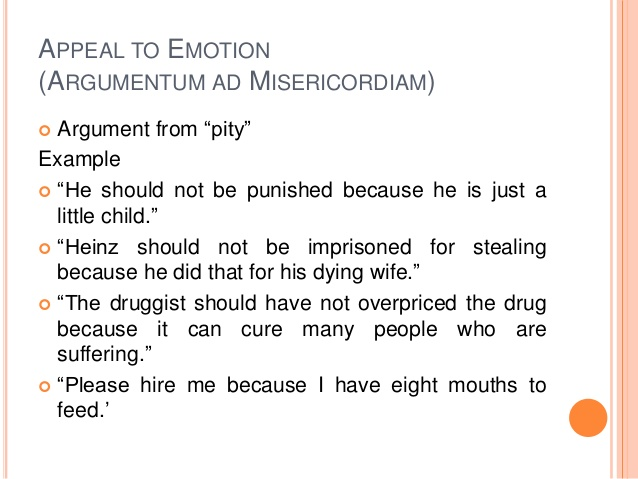 APPEAL TO EMOTION
(ARGUMENTUM AD MISERICORDIAM)
Argument from “pity”
Example
“He should not be punished because he is just a
little child.”
“Heinz should not be imprisoned for stealing
because he did that for his dying wife.”
“The druggist should have not overpriced the drug
because it can cure many people who are
suffering.”
“Please hire me because I have eight mouths to
feed.’